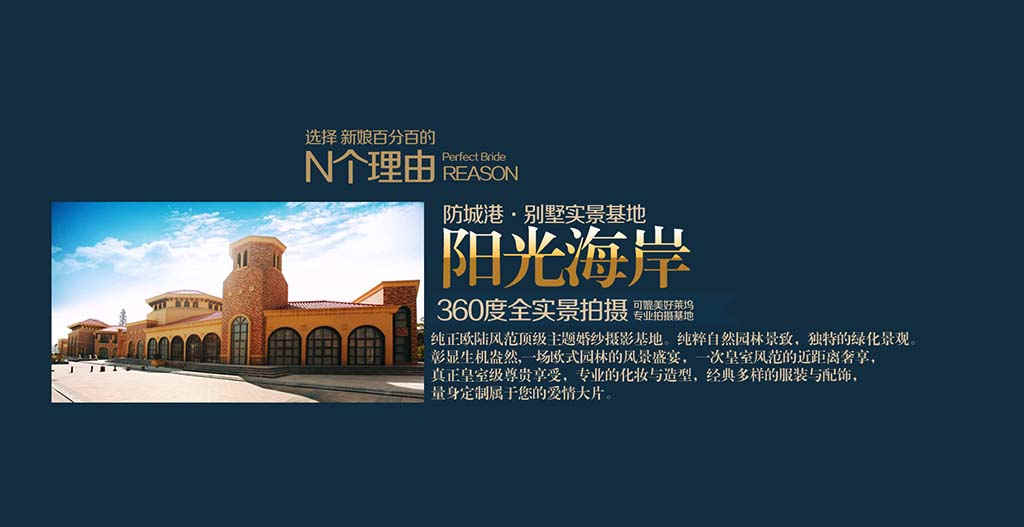 选择 新娘百分百的
N个理由 Perfect Bride
REASON
防城港·别墅实景基地
阳光海岸
360度全实景拍摄 可媲美好莱坞
专业拍摄基地
纯正欧陆风范顶级主题婚纱摄影基地。纯粹自然园林景致，独特的绿化景观。
彰显生机盎然,一场欧式园林的风景盛宴，一次皇室风范的近距离奢享，
真正皇室级尊贵享受，专业的化妆与造型，经典多样的服装与配饰，
量身定制属于您的爱情大片。